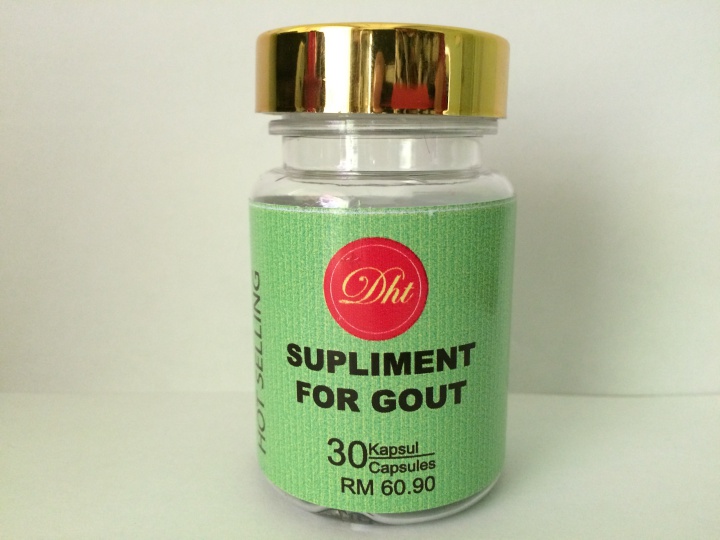 HOT SELLING
Dht
SUPLIMENT
FOR GOUT
30 Kapsul
Capsules
RM 60.90